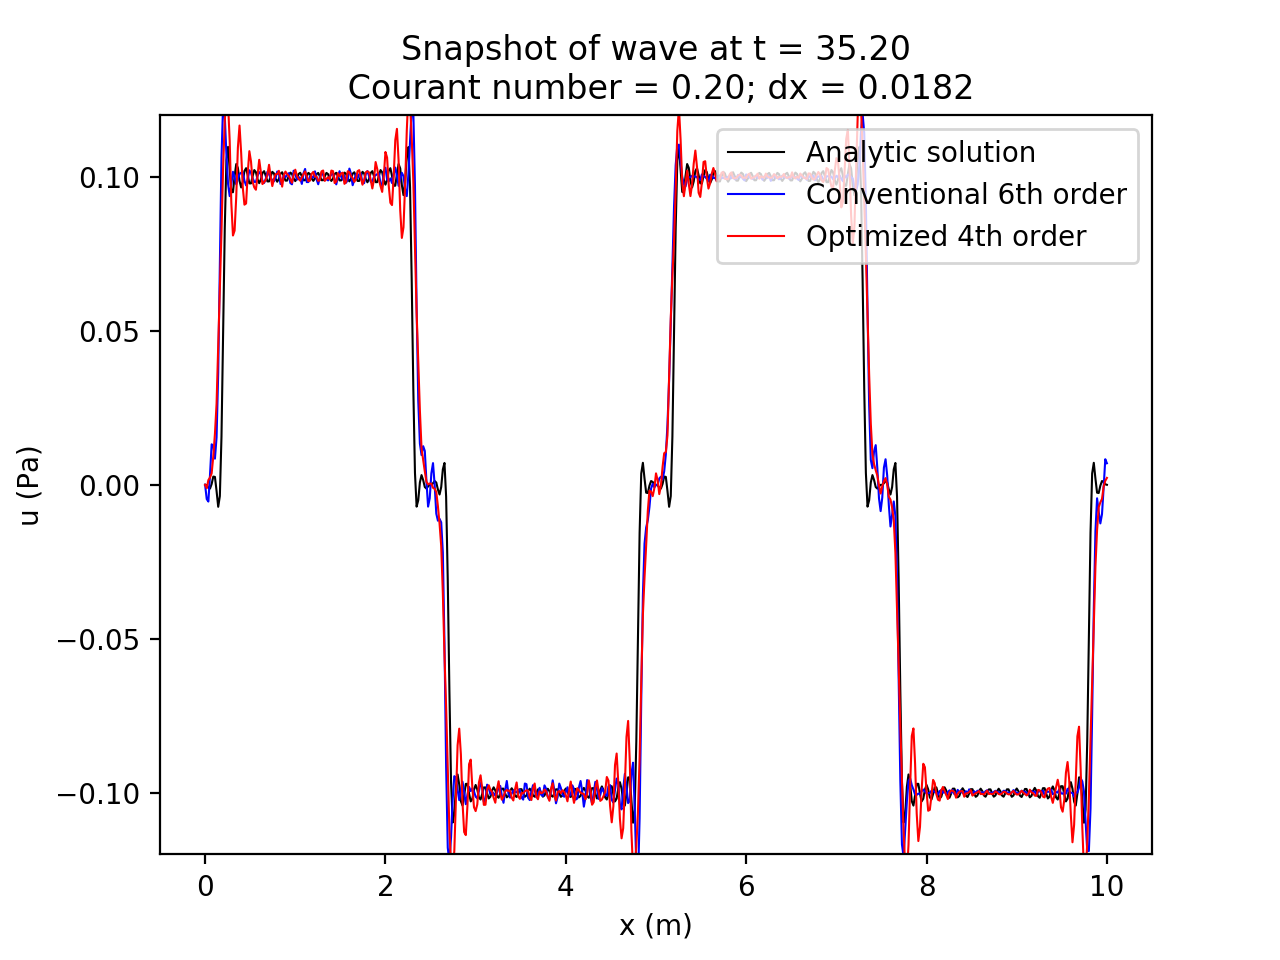 Snapshot of wave at t = 35.20
Courant number = 0.20; dx = 0.0182
Analytic solution
Conventional 6th order
Optimized 4th order
0.10
0.05
0.00
−0.05
−0.10
u (Pa)
0 2 4 6 8 10
x (m)